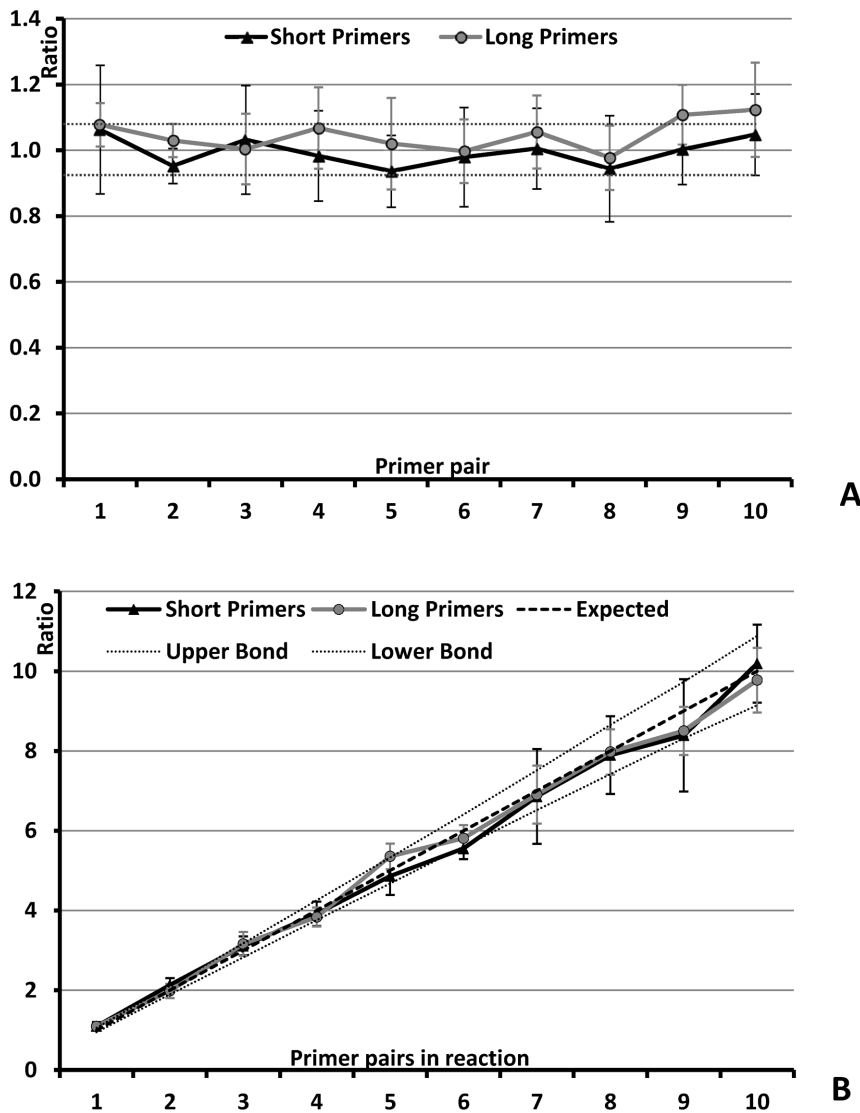 1.4
Ratio
Short Primers Long Primers
1.2
1.0
0.8
0.6
0.4
0.2
Primer pair
0.0
1 2 3 4 5 6 7 8 9 10
A
12
Ratio
Short Primers Long Primers Expected
Upper Bond Lower Bond
10
8
6
4
2
Primer pairs in reaction
0
1 2 3 4 5 6 7 8 9 10
B